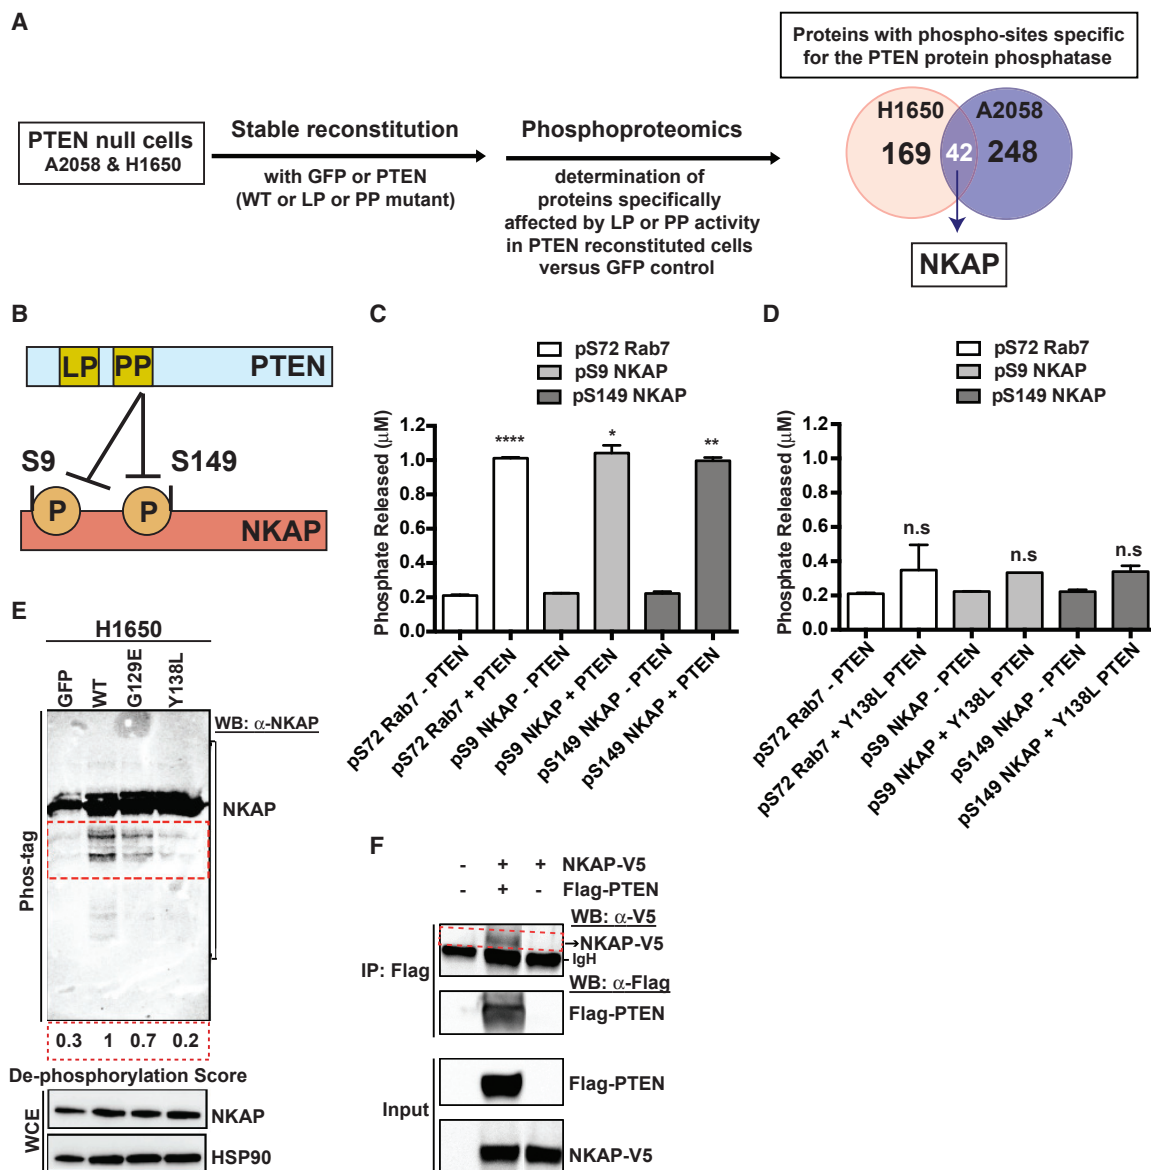 A
PTEN null cells
A2058 & H1650
Stable reconstitution
with GFP or PTEN
(WT or LP or PP mutant)
Phosphoproteomics
determination of
proteins specifically
affected by LP or PP activity
in PTEN reconstituted cells
versus GFP control
Proteins with phospho-sites specific
for the PTEN protein phosphatase
H1650 A2058
169 42 248
NKAP
B
LP PP PTEN
S9 S149
P P
NKAP
C
pS72 Rab7
pS9 NKAP
pS149 NKAP
Phosphate Released (μM)
1.2
1.0
0.8
0.6
0.4
0.2
0.0
**** * **
pS72 Rab7 - PTEN
pS72 Rab7 + PTEN
pS9 NKAP - PTEN
pS9 NKAP + PTEN
pS149 NKAP - PTEN
pS149 NKAP + PTEN
D
pS72 Rab7
pS9 NKAP
pS149 NKAP
Phosphate Released (μM)
1.2
1.0
0.8
0.6
0.4
0.2
0.0
n.s n.s n.s
pS72 Rab7 - PTEN
pS72 Rab7 + Y138L PTEN
pS9 NKAP - PTEN
pS9 NKAP + Y138L PTEN
pS149 NKAP - PTEN
pS149 NKAP + Y138L PTEN
E
H1650
GFP WT G129E Y138L
WB: α-NKAP
NKAP
Phos-tag
0.3 1 0.7 0.2
De-phosphorylation Score
WCE
NKAP
HSP90
F
- + + NKAP-V5
- + - Flag-PTEN
WB: α-V5
→NKAP-V5
IgH
IP: Flag
WB: α-Flag
Flag-PTEN
Input
Flag-PTEN
NKAP-V5